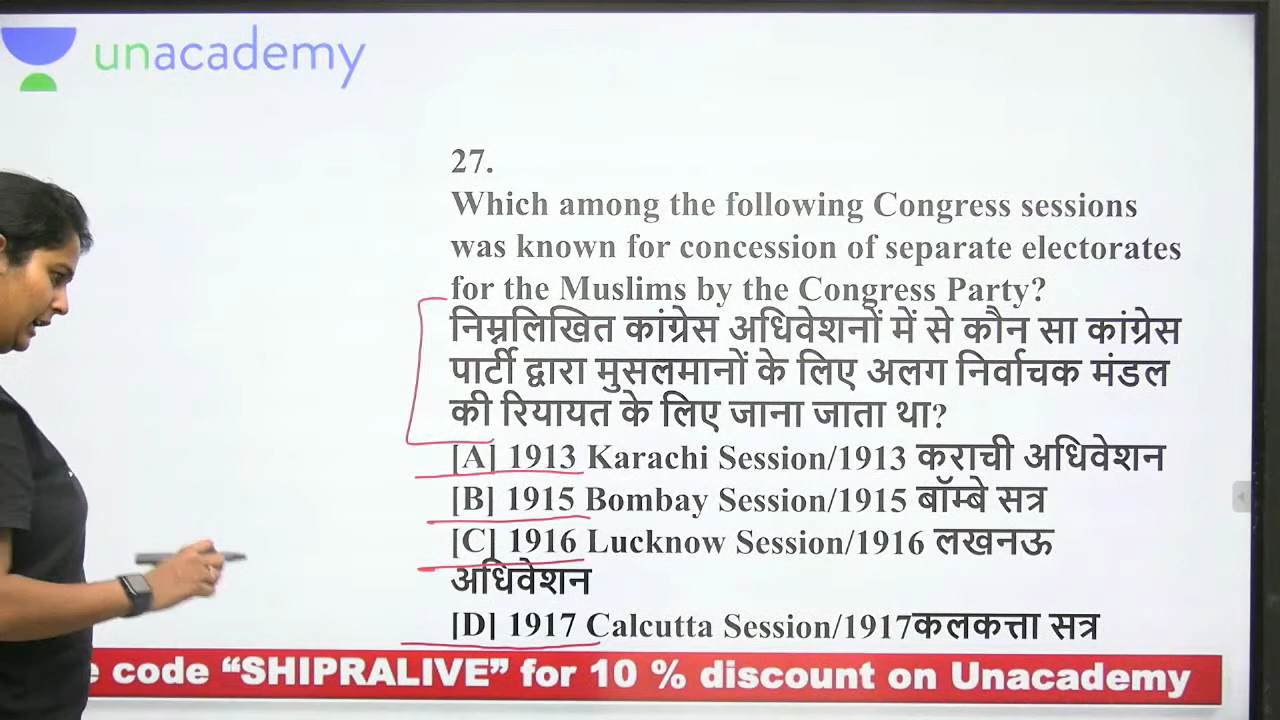 unacademy
27.
Which among the following Congress sessions
was known for concession of separate electorates
for the Muslims by the Congress Party?
निम्नलिखित कांग्रेस अधिवेशनों में से कौन सा कांग्रेस
पार्टी द्वारा मुसलमानों के लिए अलग निर्वाचक मंडल
की रियायत के लिए जाना जाता था?
[A] 1913 Karachi Session/1913 कराची अधिवेशन
[B] 1915 Bombay Session/1915 बॉम्बे सत्र
[C] 1916 Lucknow Session/1916 लखनऊ
अधिवेशन
[D] 1917 Calcutta Session/1917कलकत्ता सत्र
e code “SHIPRALIVE” for 10 % discount on Unacademy